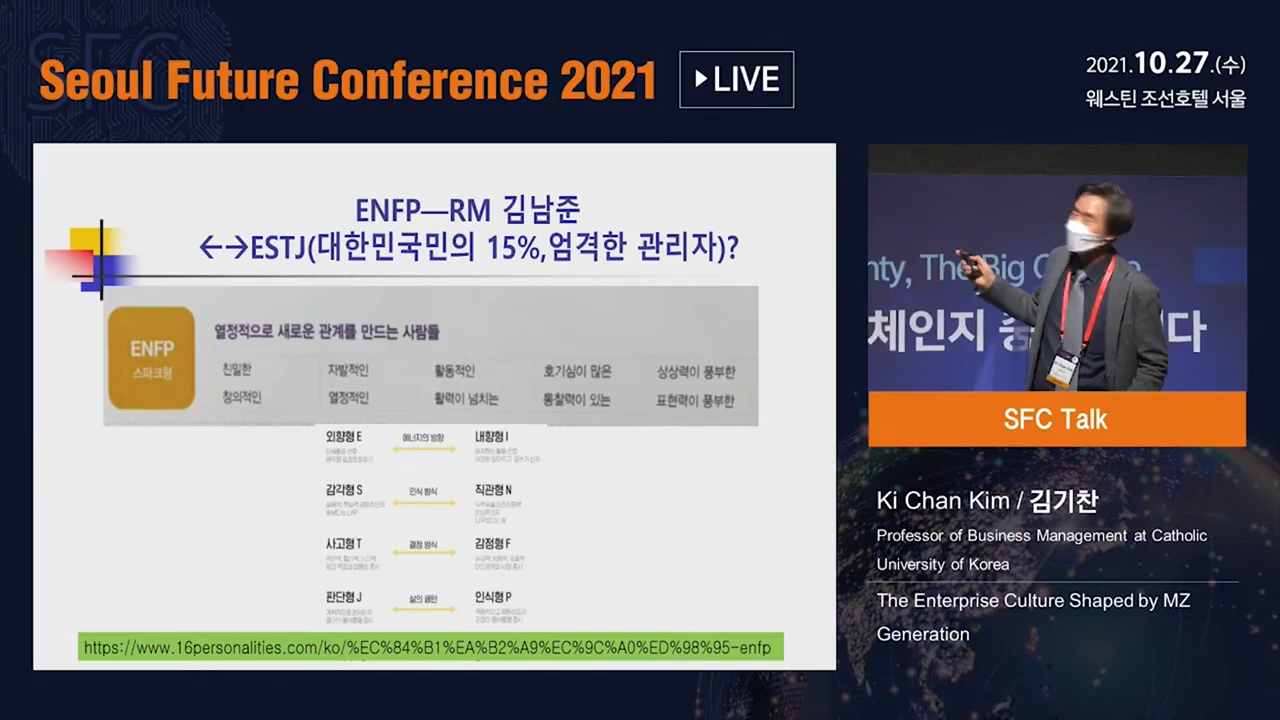 Seoul Future Conference 2021
LIVE
2021.10.27.(수)
웨스틴 조선호텔 서울
ENFP—RM 김남준
←→ESTJ(대한민국민의 15%,엄격한 관리자)?
ENFP
스파크형
열정적으로 새로운 관계를 만드는 사람들
친밀한 자발적인 활동적인 호기심이 많은 상상력이 풍부한
창의적인 열정적인 활력이 넘치는 통찰력이 있는 표현력이 풍부한
외향형 E 에너지의 방향 내향형 I
감각형 S 인식 방식 직관형 N
사고형 T 결정 방식 감정형 F
판단형 J 삶의 패턴 인식형 P
https://www.16personalities.com/ko/%EC%84%B1%EA%B2%A9%EC%9C%A0%ED%98%95-enfp
nty, The Big
체인지
다
SFC Talk
Ki Chan Kim / 김기찬
Professor of Business Management at Catholic
University of Korea
The Enterprise Culture Shaped by MZ
Generation
SFC